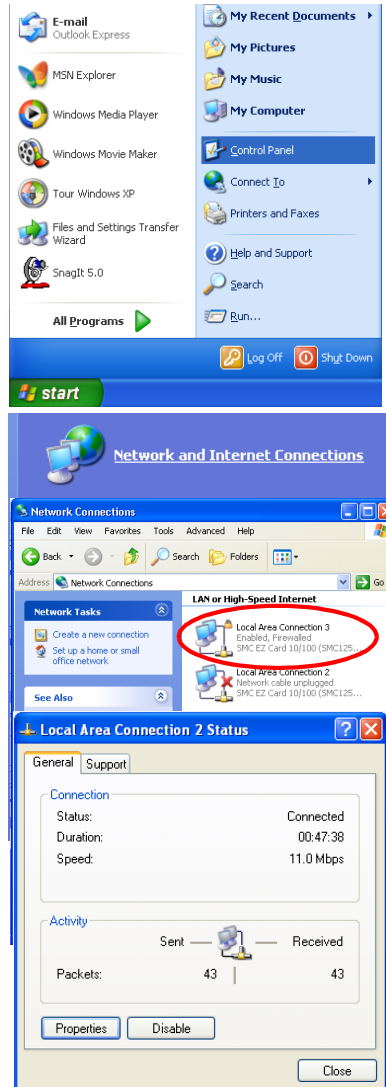 E-mail
Outlook Express
MSN Explorer
Windows Media Player
Windows Movie Maker
Tour Windows XP
Files and Settings Transfer
Wizard
SnagIt 5.0
All Programs
My Recent Documents
My Pictures
My Music
My Computer
Control Panel
Connect To
Printers and Faxes
Help and Support
Search
Run...
Log Off
Shut Down
start
Network and Internet Connections
Network Connections
File Edit View Favorites Tools Advanced Help
Back Search Folders
Address Network Connections Go
Network Tasks
Create a new connection
Set up a home or small
office network
See Also
LAN or High-Speed Internet
Local Area Connection 3
Enabled, Firewalled
SMC EZ Card 10/100 (SMC125...
Local Area Connection 2
Network cable unplugged
SMC EZ Card 10/100 (SMC125...
Local Area Connection 2 Status
General Support
Connection
Status: Connected
Duration: 00:47:38
Speed: 11.0 Mbps
Activity
Sent Received
Packets: 43 43
Properties Disable
Close